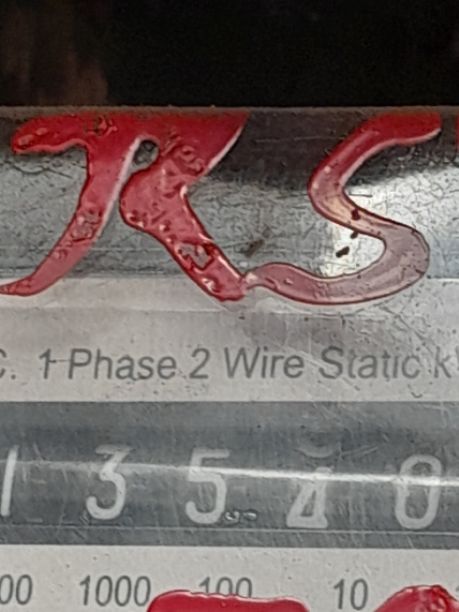 RS
C. 1 Phase 2 Wire Static k
1 3 5 4 0
00 1000 100 10